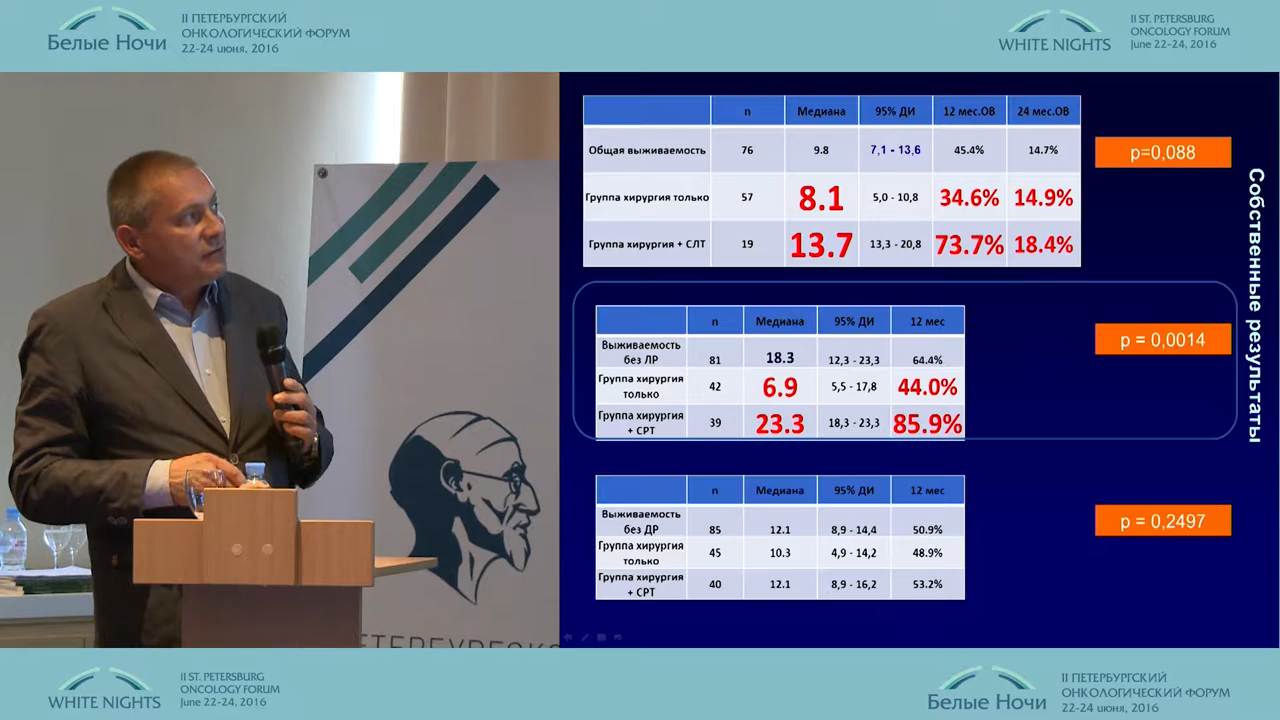 Белые Ночи
II ПЕТЕРБУРГСКИЙ
ОНКОЛОГИЧЕСКИЙ ФОРУМ
22-24 июня, 2016
WHITE NIGHTS
II ST. PETERSBURG
ONCOLOGY FORUM
June 22-24, 2016
n Медиана 95% ДИ 12 мес.ОВ 24 мес.ОВ
Общая выживаемость 76 9.8 7,1 - 13,6 45.4% 14.7%
Группа хирургия только 57 8.1 5,0 - 10,8 34.6% 14.9%
Группа хирургия + СЛТ 19 13.7 13,3 - 20,8 73.7% 18.4%
p=0,088
Собственные результаты
n Медиана 95% ДИ 12 мес
Выживаемость
без ЛР 81 18.3 12,3 - 23,3 64.4%
Группа хирургия
только 42 6.9 5,5 - 17,8 44.0%
Группа хирургия
+ СРТ 39 23.3 18,3 - 23,3 85.9%
p = 0,0014
n Медиана 95% ДИ 12 мес
Выживаемость
без ДР 85 12.1 8,9 - 14,4 50.9%
Группа хирургия
только 45 10.3 4,9 - 14,2 48.9%
Группа хирургия
+ СРТ 40 12.1 8,9 - 16,2 53.2%
p = 0,2497
ЕТЕРБУРГСК
WHITE NIGHTS
II ST. PETERSBURG
ONCOLOGY FORUM
June 22-24, 2016
Белые Ночи
II ПЕТЕРБУРГСКИЙ
ОНКОЛОГИЧЕСКИЙ ФОРУМ
22-24 июня, 2016